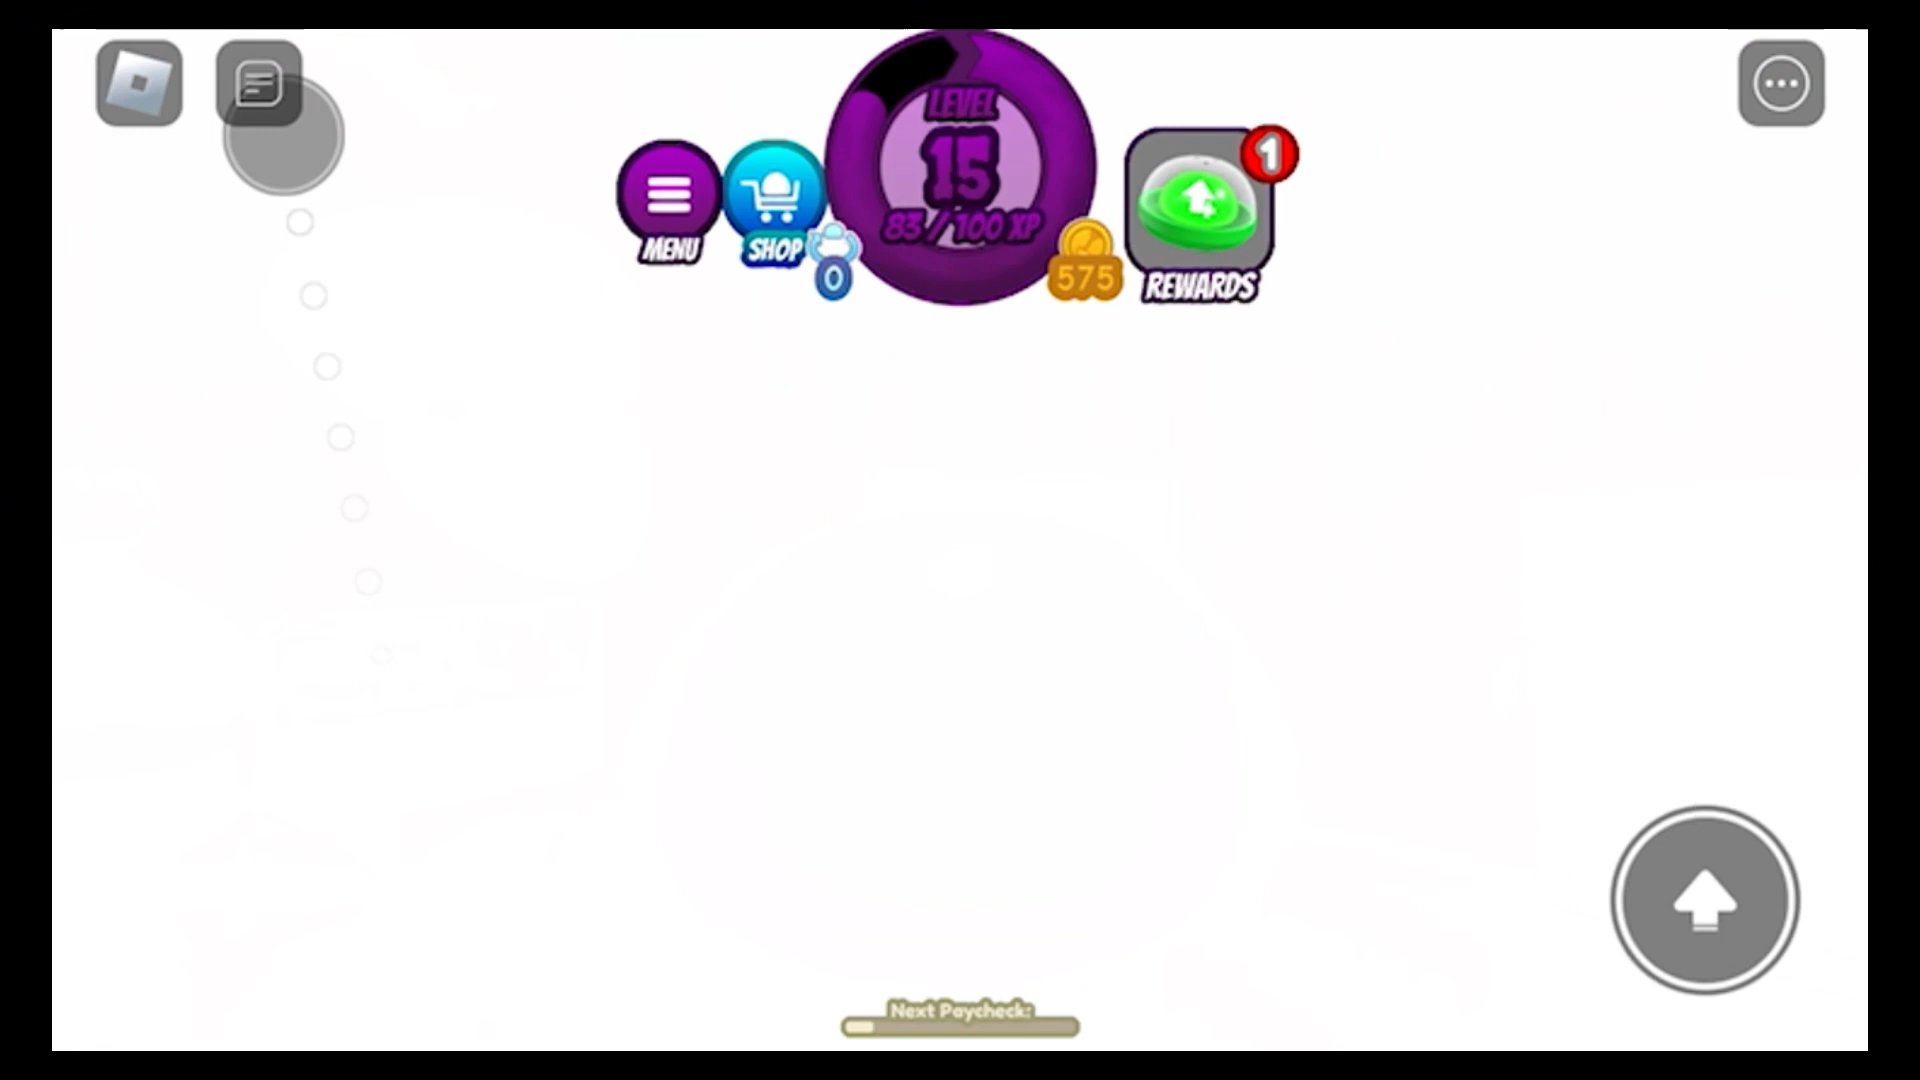 LEVEL
15
83 / 100 XP
MENU
SHOP
0
575
1
REWARDS
Next Paycheck: